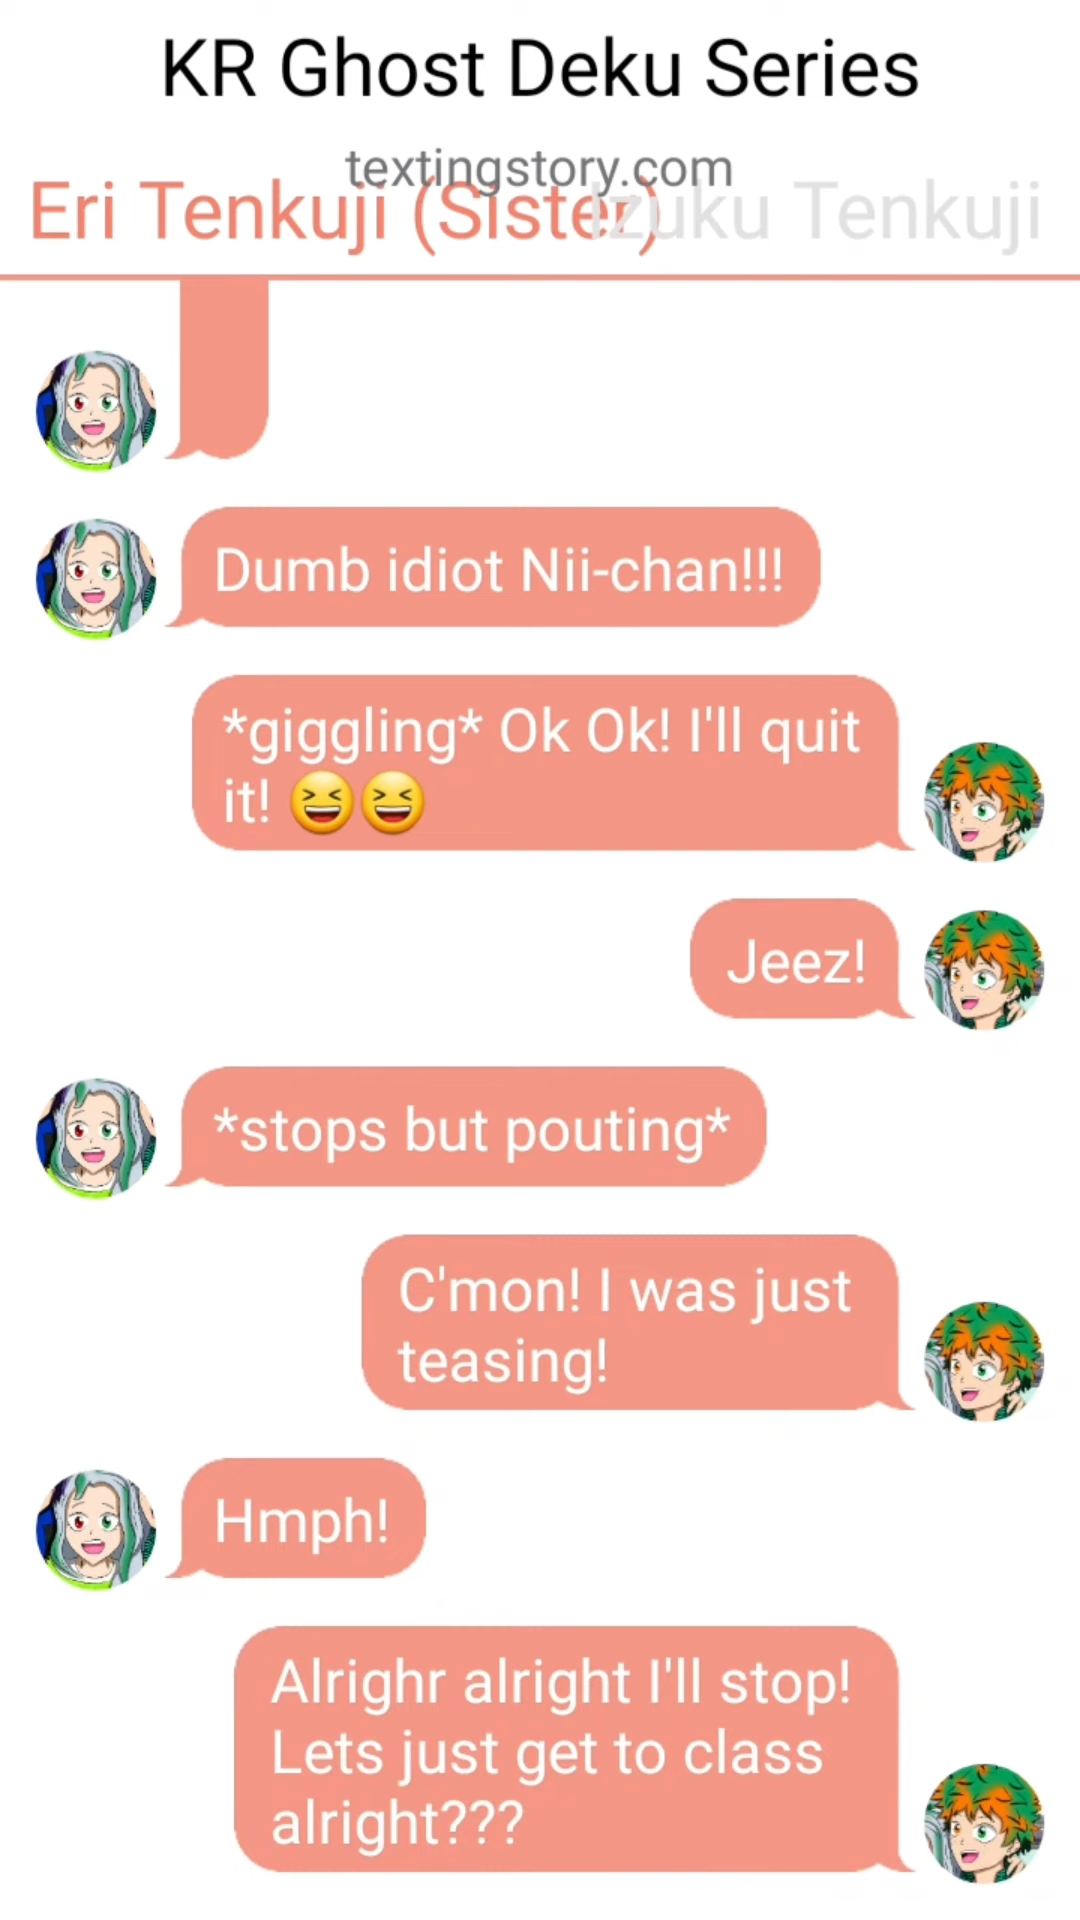 KR Ghost Deku Series
textingstory.com
Eri Tenkuji (Sister)
Izuku Tenkuji
Dumb idiot Nii-chan!!!
*giggling* Ok Ok! I'll quit
it! 😆😆
Jeez!
*stops but pouting*
C'mon! I was just
teasing!
Hmph!
Alrighr alright I'll stop!
Lets just get to class
alright???